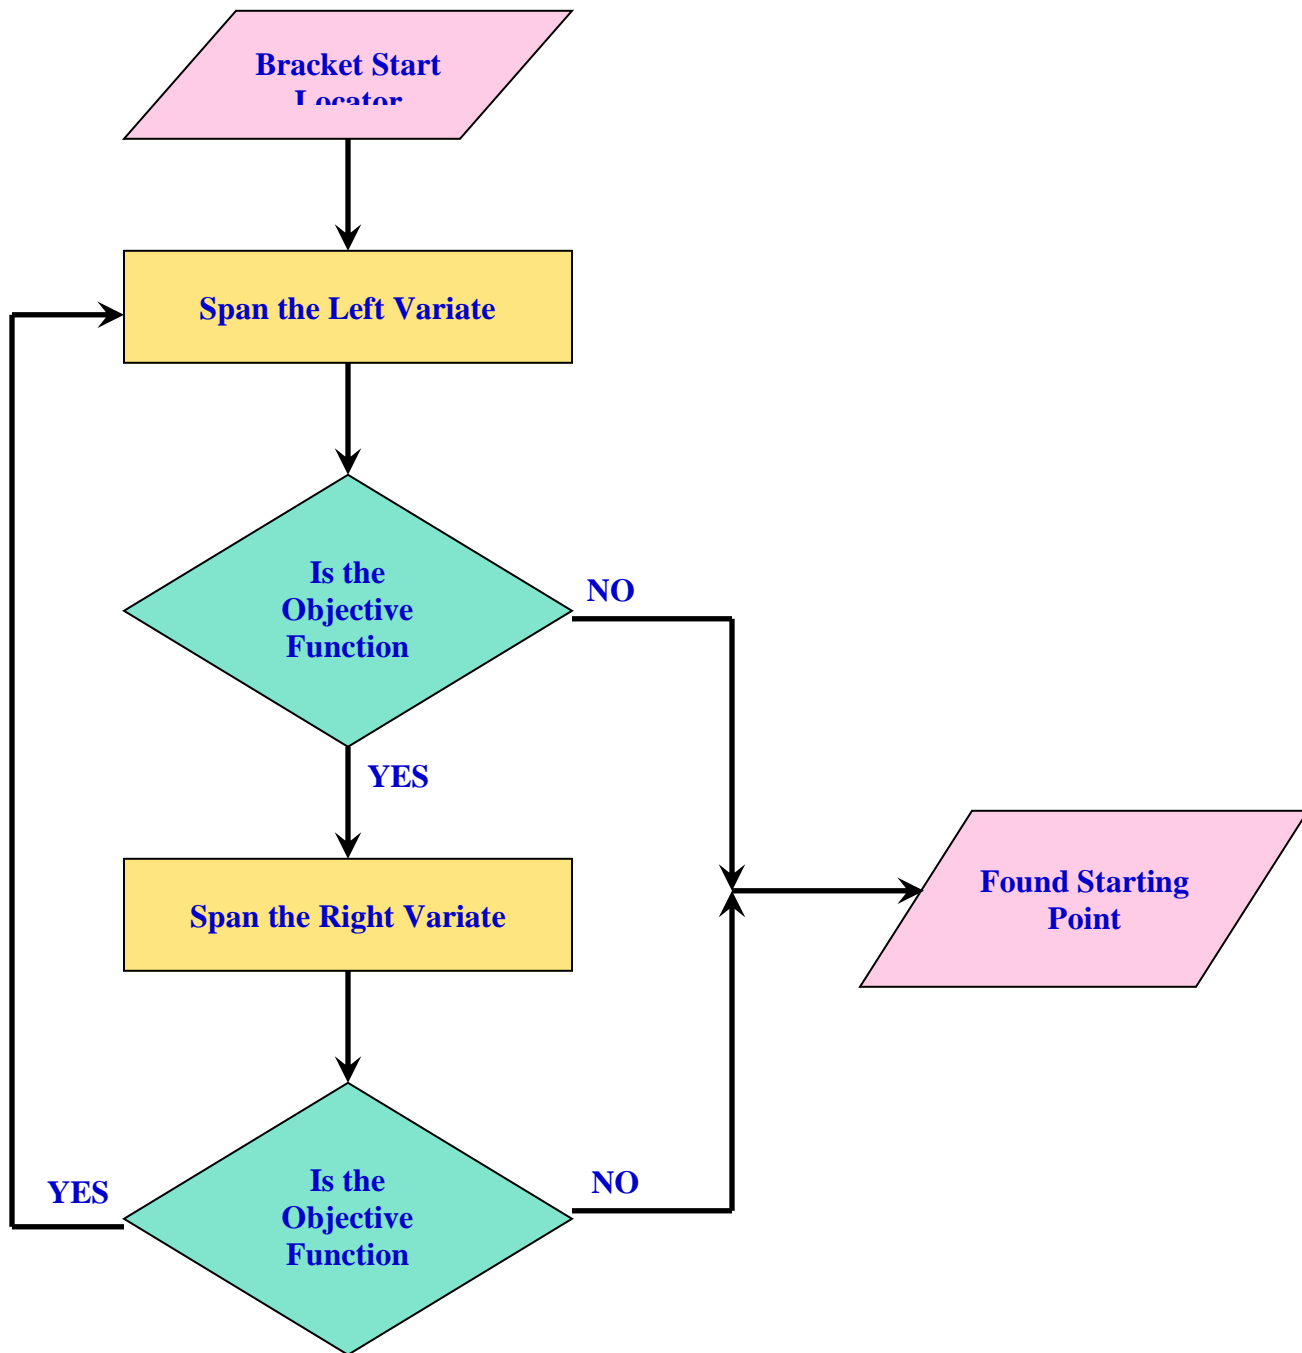 Bracket Start
Locator
Span the Left Variate
Is the
Objective
Function
NO
YES
Span the Right Variate
Found Starting
Point
Is the
Objective
Function
YES
NO